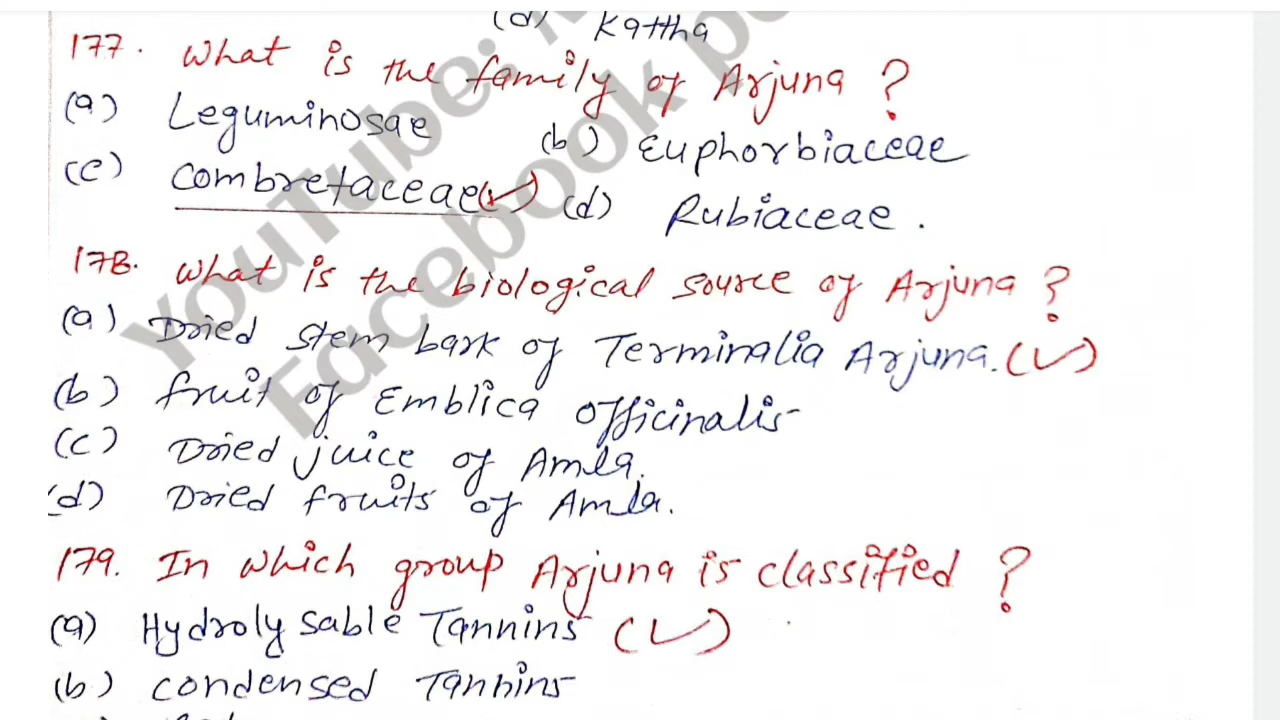 (d) Kattha
177. What is the family of Arjuna ?
(a) Leguminosae (b) Euphorbiaceae
(c) Combretaceae (d) Rubiaceae.
178. What is the biological source of Arjuna ?
(a) Dried stem bark of Terminalia Arjuna.
(b) fruit of Emblica officinalis
(c) Dried juice of Amla.
(d) Dried fruits of Amla.
179. In which group Arjuna is classified ?
(a) Hydrolysable Tannins
(b) condensed Tannins
YouTube:
Facebook